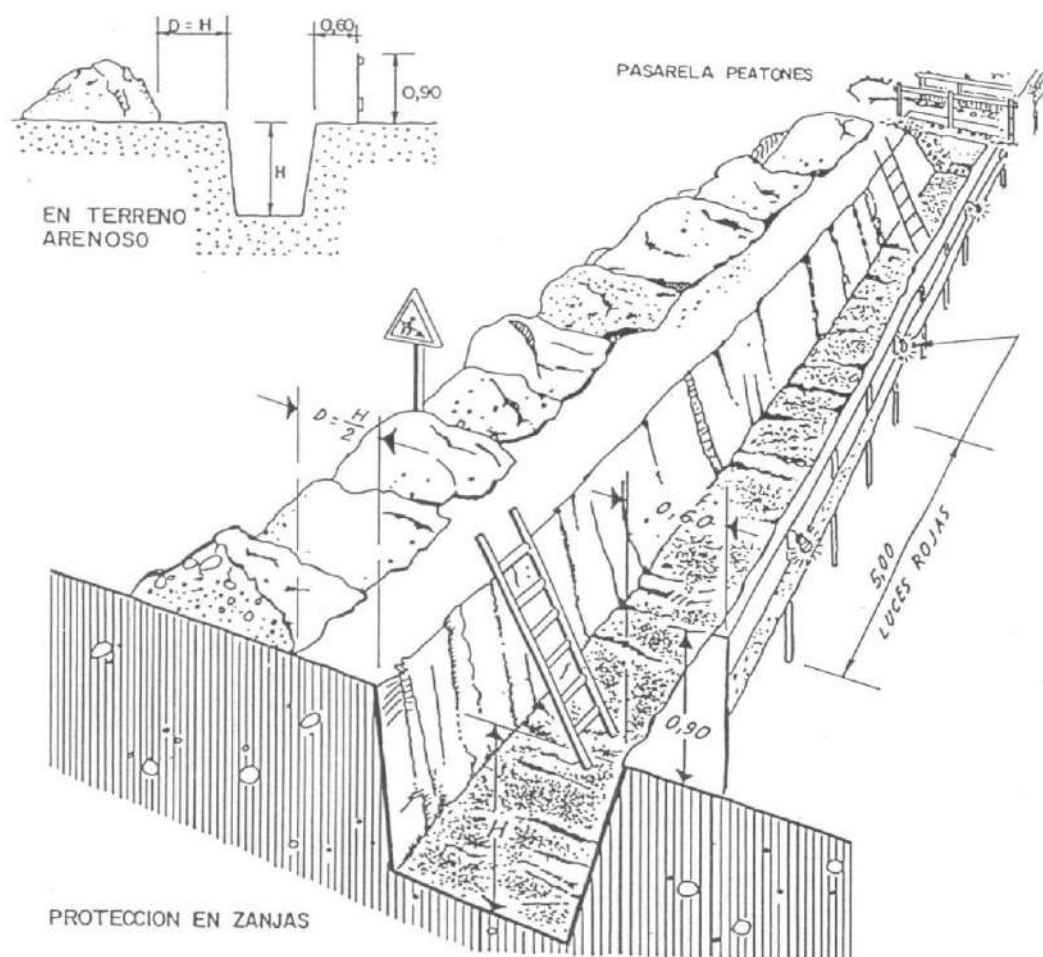 D = H
0,60
0,90
H
EN TERRENO
ARENOSO
PASARELA PEATONES
D = H/2
0,60
5,00
LUCES ROJAS
0,90
H
PROTECCION EN ZANJAS